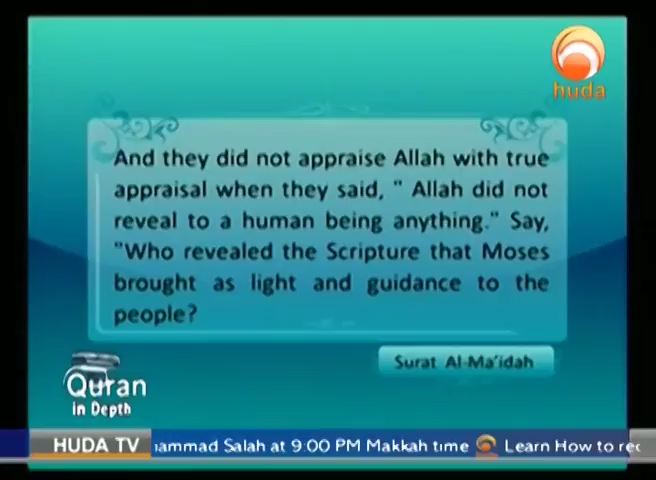 huda
And they did not appraise Allah with true
appraisal when they said, " Allah did not
reveal to a human being anything." Say,
"Who revealed the Scripture that Moses
brought as light and guidance to the
people?
Surat Al-Ma'idah
Quran
in Depth
HUDA TV
ammad Salah at 9:00 PM Makkah time Learn How to rec